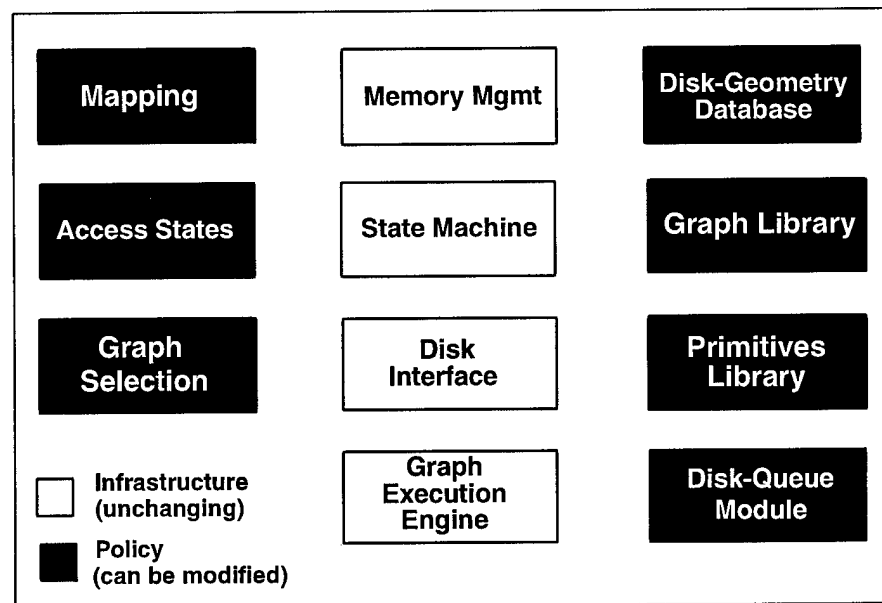 Mapping
Memory Mgmt
Disk-Geometry
Database
Access States
State Machine
Graph Library
Graph
Selection
Disk
Interface
Primitives
Library
Graph
Execution
Engine
Disk-Queue
Module
Infrastructure
(unchanging)
Policy
(can be modified)